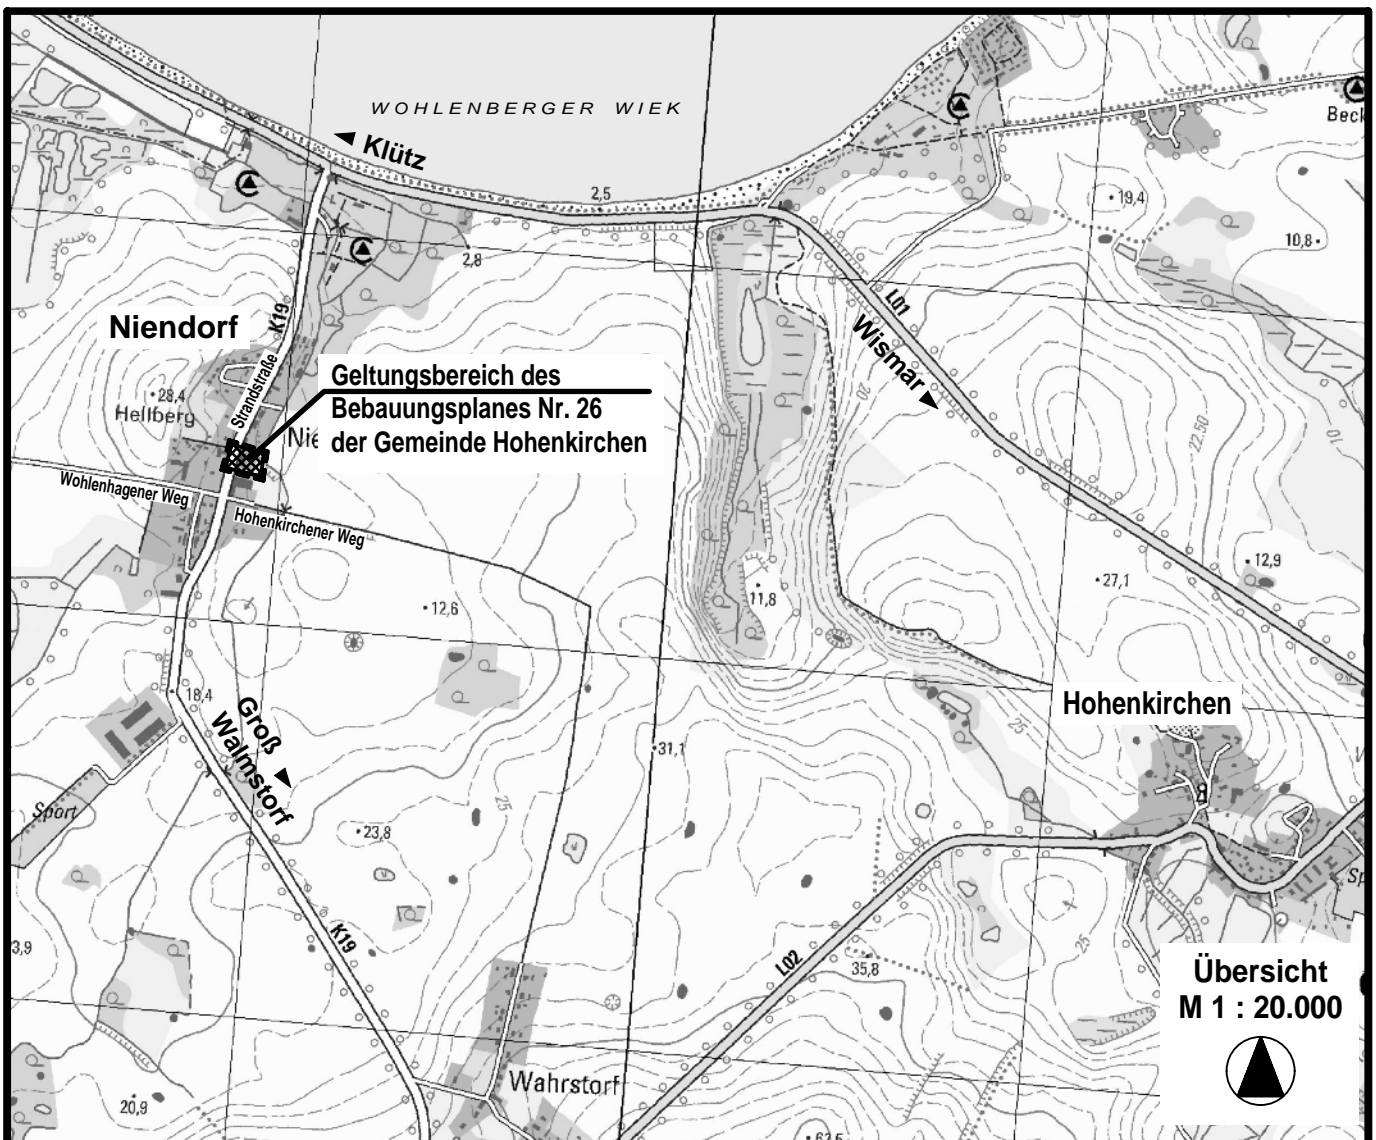 WOHLENBERGER WIEK
Klütz
Beck
19,4
2,5
10,8
2,8
L01
K19
Niendorf
Wismar
Strandstraße
Geltungsbereich des
Bebauungsplanes Nr. 26
der Gemeinde Hohenkirchen
28,4
Hellberg
Nie
20
22.50
10
Wohlenhagener Weg
Hohenkirchener Weg
12,9
27,1
11,8
12,6
18,4
Groß
Walmstorf
Hohenkirchen
25
31,1
25
Sport
23,8
Sp
K19
3,9
L02
35,8
25
Übersicht
M 1 : 20.000
Wahrstorf
20,9